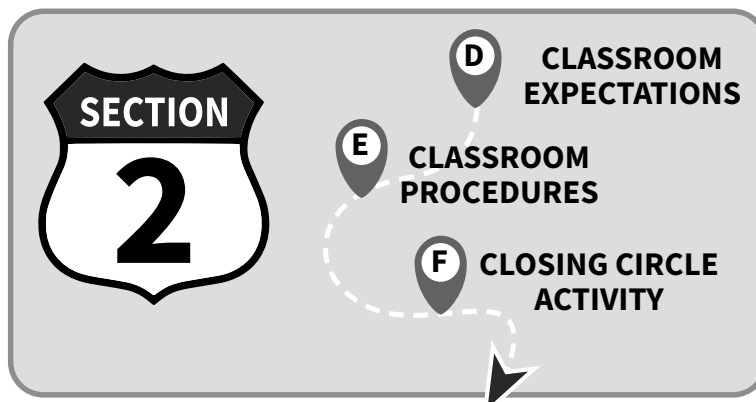 SECTION
2
D
CLASSROOM
EXPECTATIONS
E
CLASSROOM
PROCEDURES
F
CLOSING CIRCLE
ACTIVITY